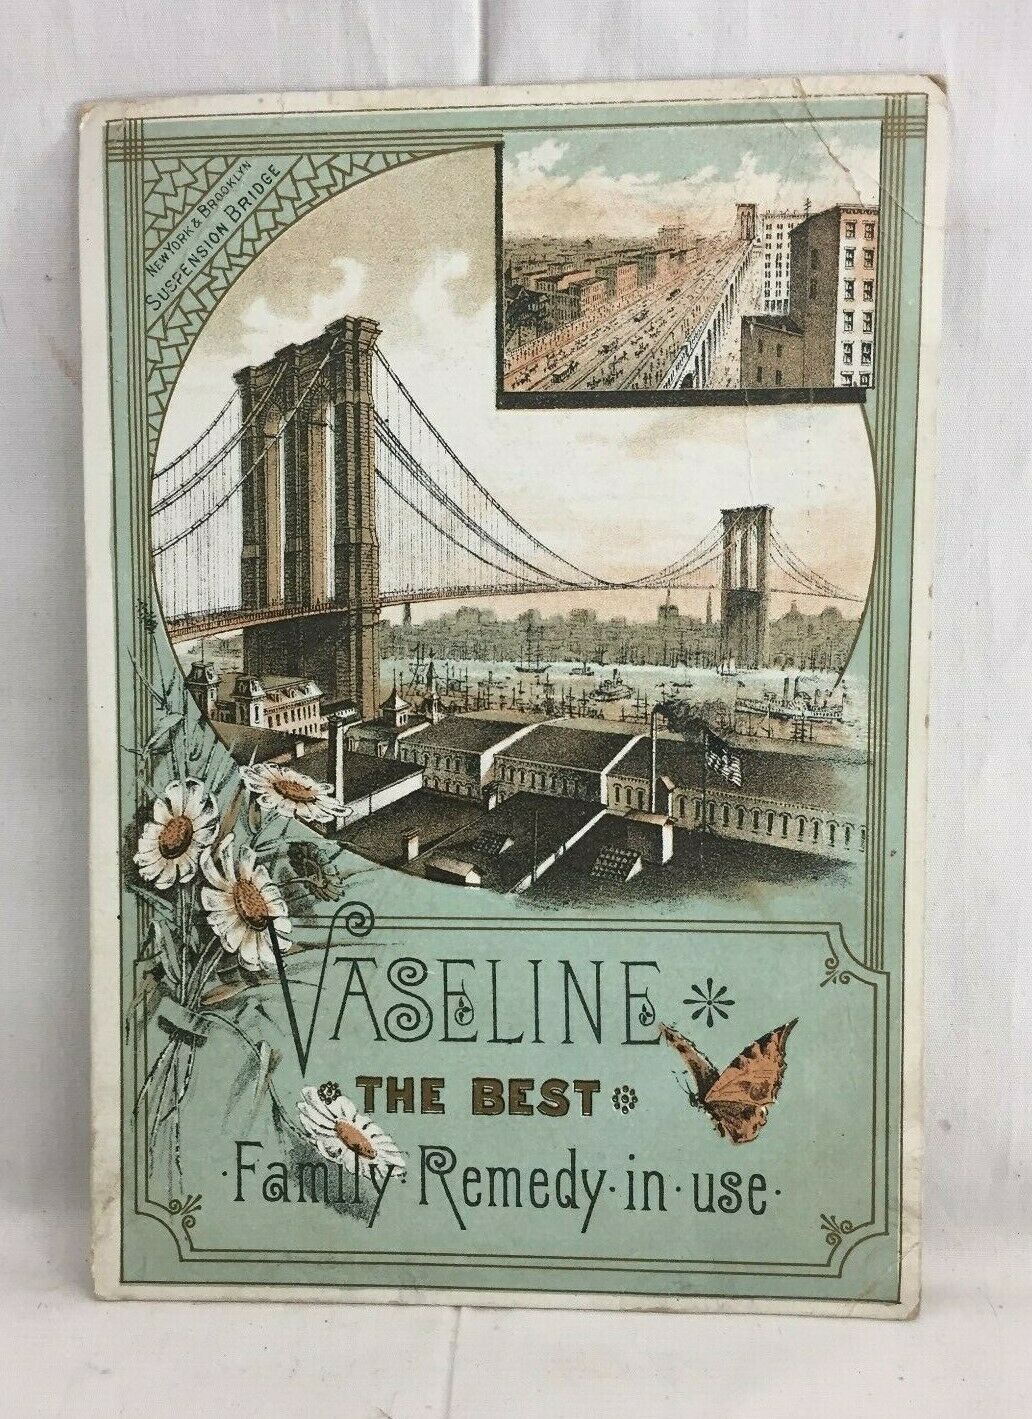 NEW YORK & BROOKLYN
SUSPENSION BRIDGE
VASELINE
THE BEST
·Family·Remedy·in·use·